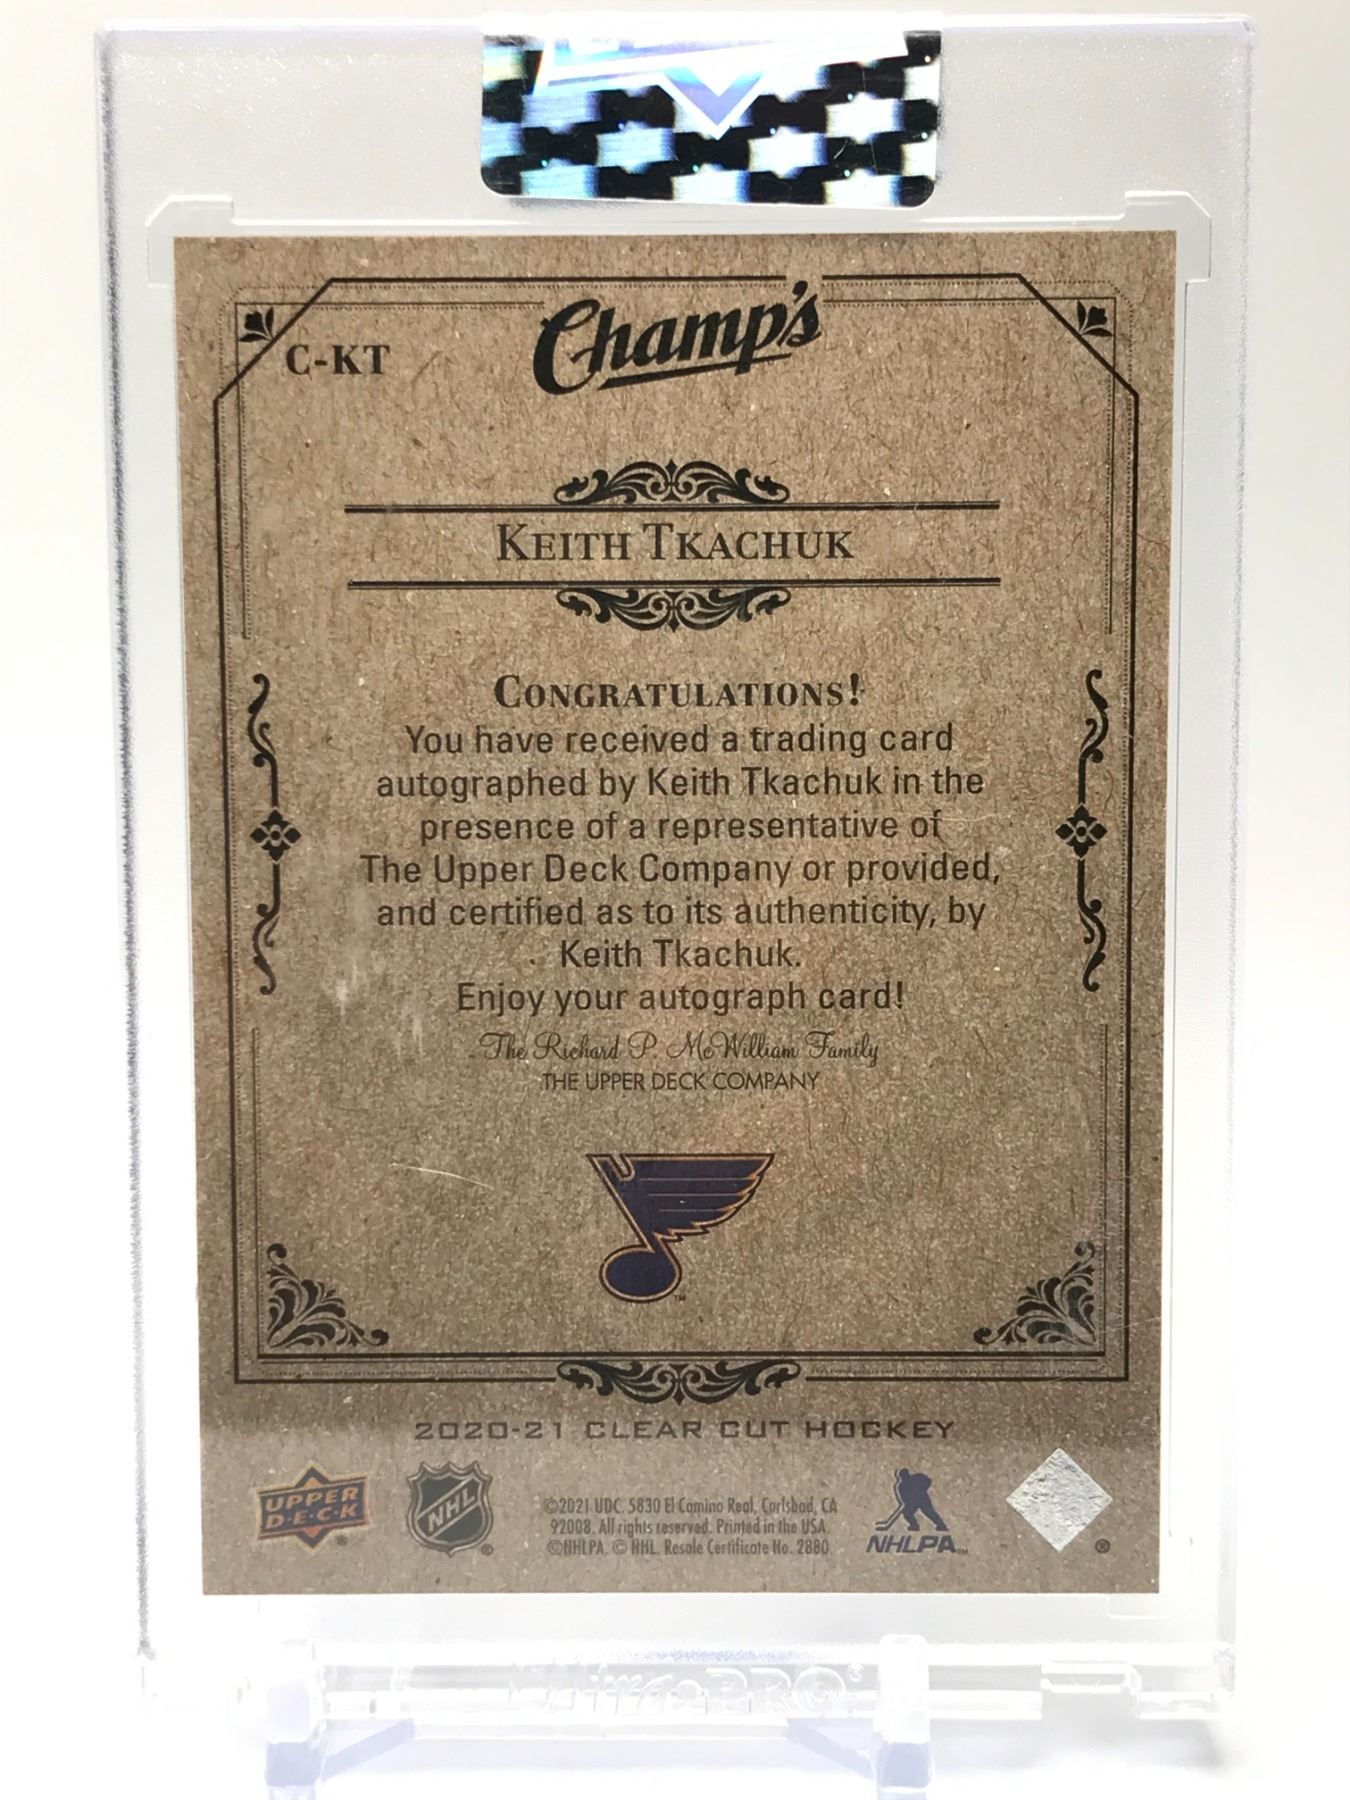 Champ's
C-KT
KEITH TKACHUK
CONGRATULATIONS!
You have received a trading card
autographed by Keith Tkachuk in the
presence of a representative of
The Upper Deck Company or provided,
and certified as to its authenticity, by
Keith Tkachuk.
Enjoy your autograph card!
The Richard P. McWilliam Family
THE UPPER DECK COMPANY
TM
2020-21 CLEAR CUT HOCKEY
UPPER
D·E·C·K ®
NHL ®
©2021 UDC. 5830 El Camino Real, Carlsbad, CA
92008. All rights reserved. Printed in the USA.
©NHLPA. © NHL. Resale Certificate No. 2880
NHLPA TM
®
Ultra·PRO®